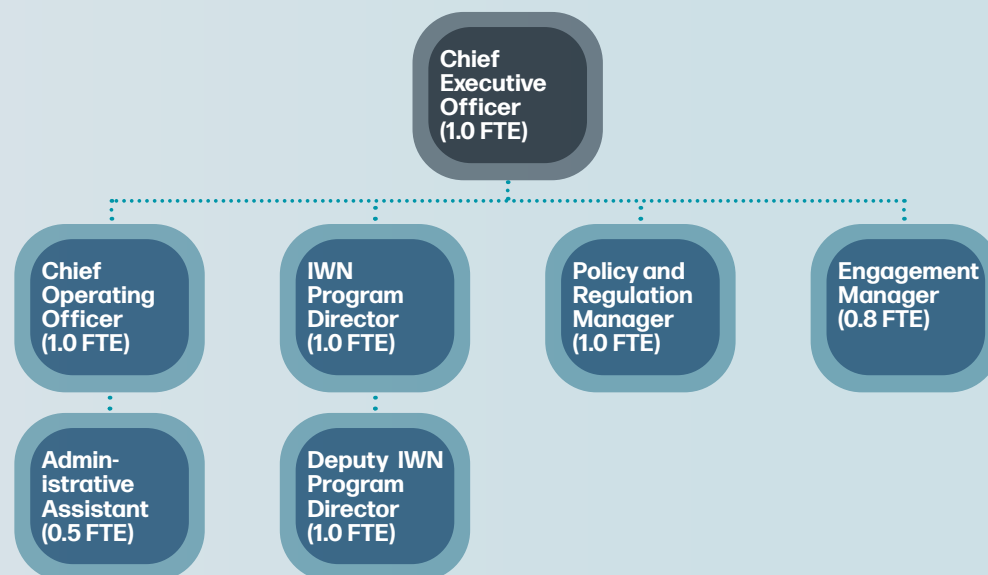 Chief
Executive
Officer
(1.0 FTE)
Chief
Operating
Officer
(1.0 FTE)
IWN
Program
Director
(1.0 FTE)
Policy and
Regulation
Manager
(1.0 FTE)
Engagement
Manager
(0.8 FTE)
Admin-
istrative
Assistant
(0.5 FTE)
Deputy IWN
Program
Director
(1.0 FTE)